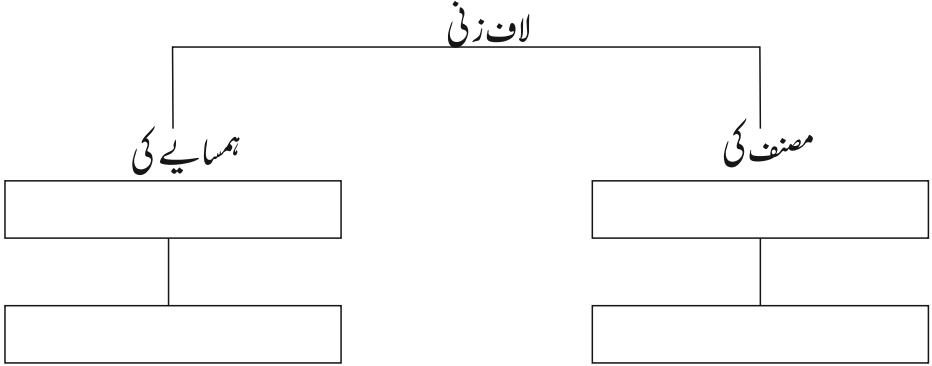 لاف زنی
مصنف کی
ہمسایے کی